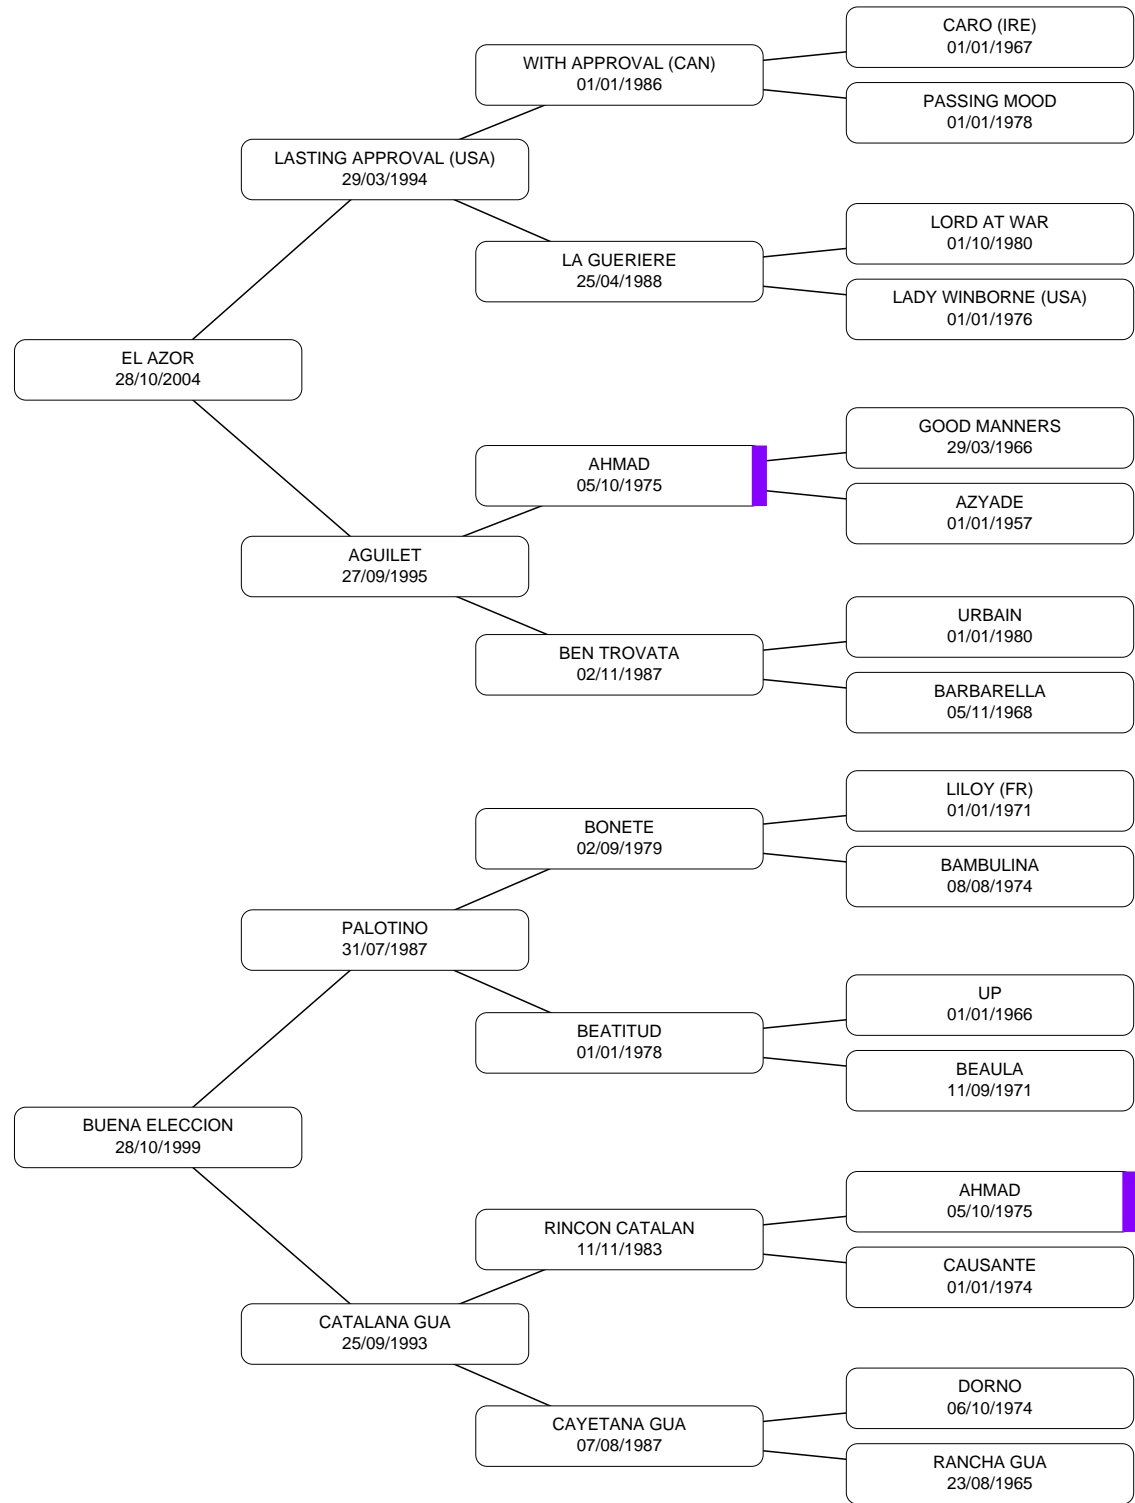 CARO (IRE)
01/01/1967
WITH APPROVAL (CAN)
01/01/1986
PASSING MOOD
01/01/1978
LASTING APPROVAL (USA)
29/03/1994
LORD AT WAR
01/10/1980
LA GUERIERE
25/04/1988
LADY WINBORNE (USA)
01/01/1976
EL AZOR
28/10/2004
GOOD MANNERS
29/03/1966
AHMAD
05/10/1975
AZYADE
01/01/1957
AGUILET
27/09/1995
URBAIN
01/01/1980
BEN TROVATA
02/11/1987
BARBARELLA
05/11/1968
LILOY (FR)
01/01/1971
BONETE
02/09/1979
BAMBULINA
08/08/1974
PALOTINO
31/07/1987
UP
01/01/1966
BEATITUD
01/01/1978
BEAULA
11/09/1971
BUENA ELECCION
28/10/1999
AHMAD
05/10/1975
RINCON CATALAN
11/11/1983
CAUSANTE
01/01/1974
CATALANA GUA
25/09/1993
DORNO
06/10/1974
CAYETANA GUA
07/08/1987
RANCHA GUA
23/08/1965